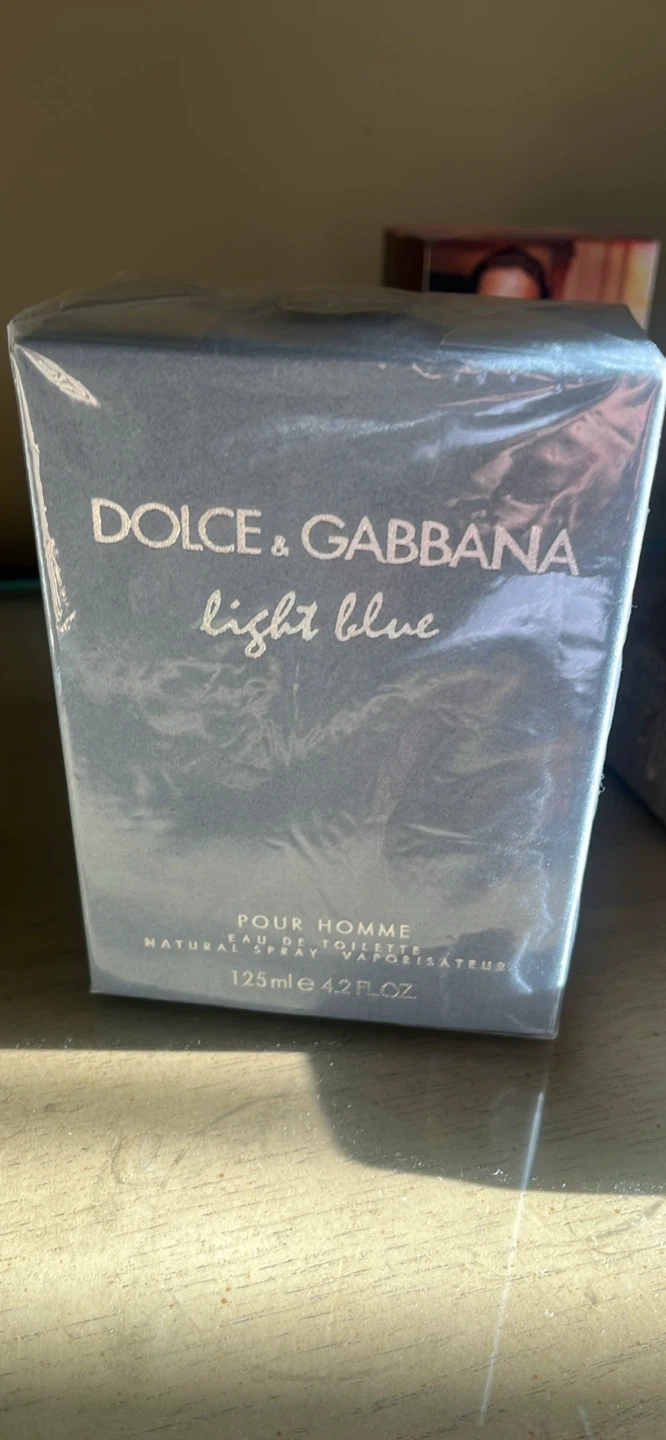 DOLCE & GABBANA
light blue
POUR HOMME
EAU DE TOILETTE
NATURAL SPRAY VAPORISATEUR
125ml e 4.2 FL.OZ.